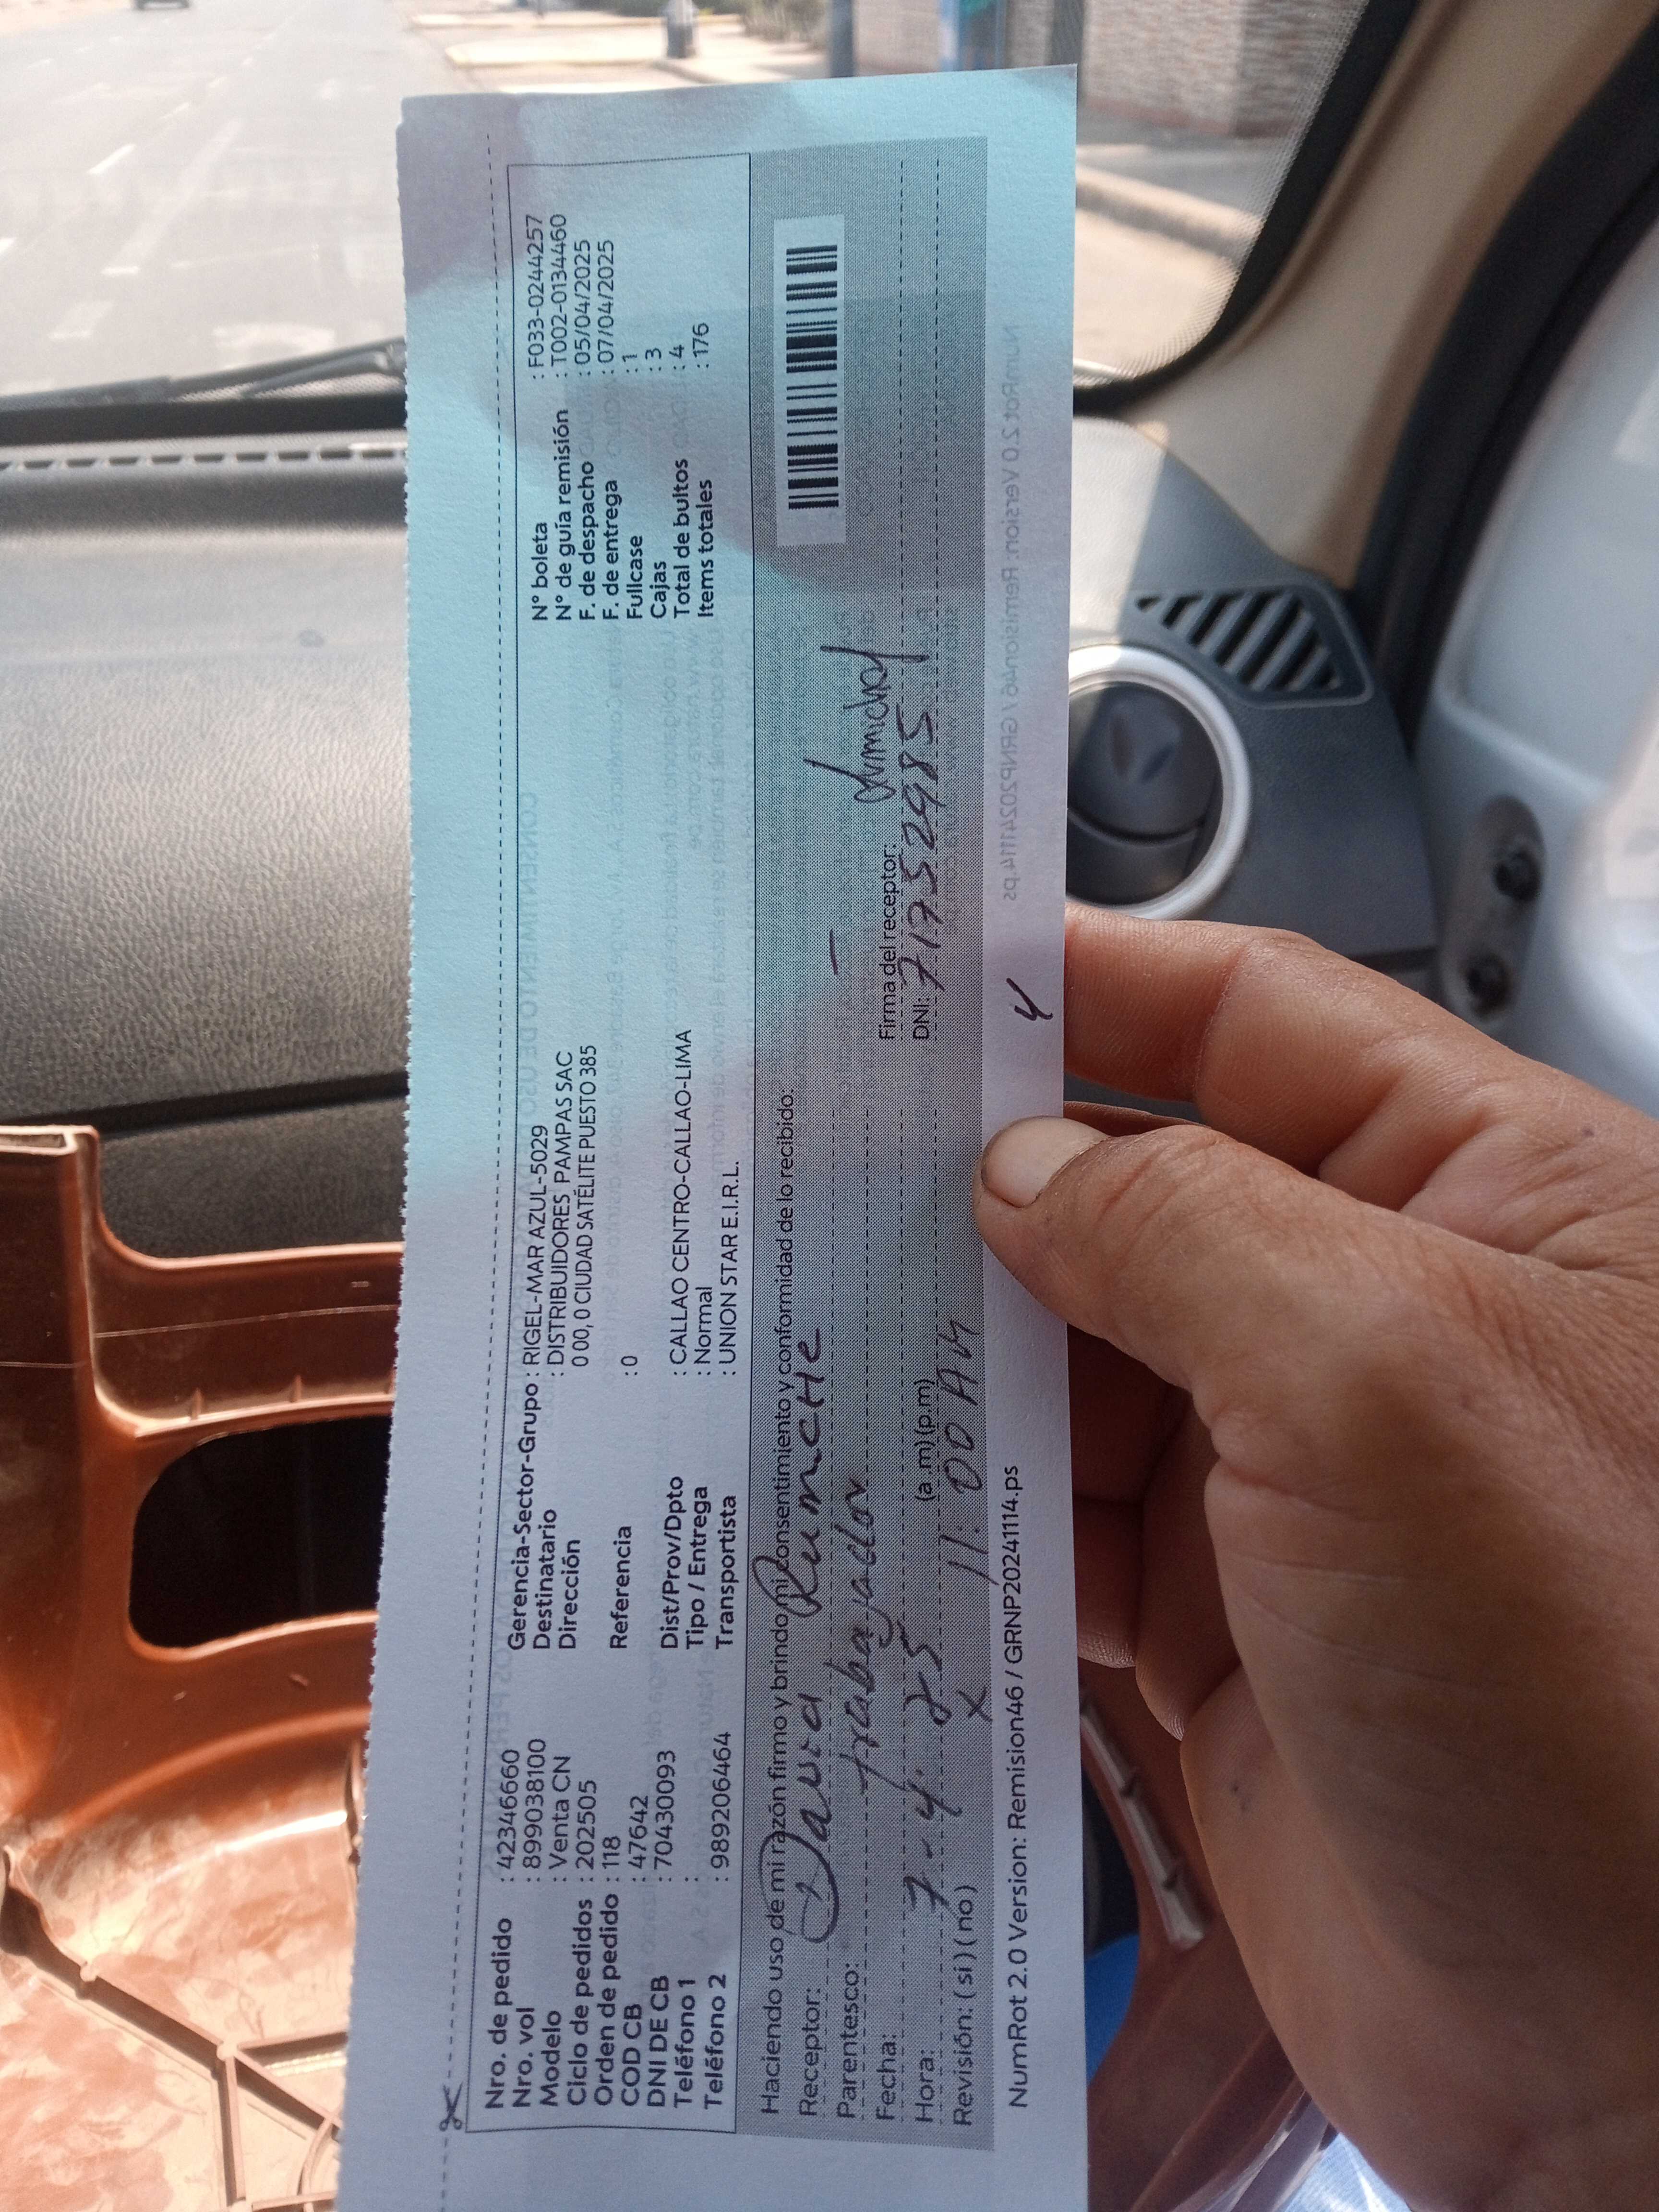 Nro. de pedido : 42346660
Nro. vol : 8999038100
Modelo : Venta CN
Ciclo de pedidos : 202505
Orden de pedido : 118
COD CB : 47642
DNI DE CB : 70430093
Teléfono 1 :
Teléfono 2 : 989206464
Gerencia-Sector-Grupo : RIGEL-MAR AZUL-5029
Destinatario : DISTRIBUIDORES PAMPAS SAC
Dirección 0 00, 0 CIUDAD SATÉLITE PUESTO 385
Referencia : 0
Dist/Prov/Dpto : CALLAO CENTRO-CALLAO-LIMA
Tipo / Entrega : Normal
Transportista : UNION STAR E.I.R.L.
N° boleta : F033-0244257
N° de guía remisión : T002-0134460
F. de despacho : 05/04/2025
F. de entrega : 07/04/2025
Fullcase : 1
Cajas : 3
Total de bultos : 4
Items totales : 176
Haciendo uso de mi razón firmo y brindo mi consentimiento y conformidad de lo recibido:
Receptor: David RumcHe
Parentesco: trabajador
Fecha: 7-4.25
Hora: (a.m) (p.m) 11:00 AM
Revisión: ( si ) ( no ) X
Firma del receptor:
DNI: 71752985
4
NumRot 2.0 Version: Remision46 / GRNP20241114.ps